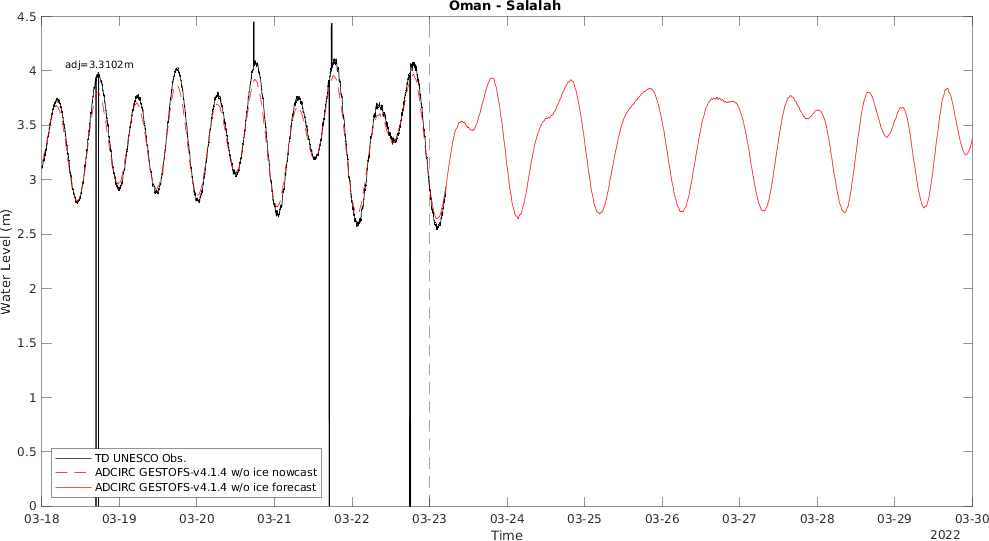 Oman - Salalah
4.5
4
3.5
3
2.5
2
1.5
1
0.5
0
Water Level (m)
adj=3.3102m
TD UNESCO Obs.
ADCIRC GESTOFS-v4.1.4 w/o ice nowcast
ADCIRC GESTOFS-v4.1.4 w/o ice forecast
03-18 03-19 03-20 03-21 03-22 03-23 03-24 03-25 03-26 03-27 03-28 03-29 03-30
Time
2022